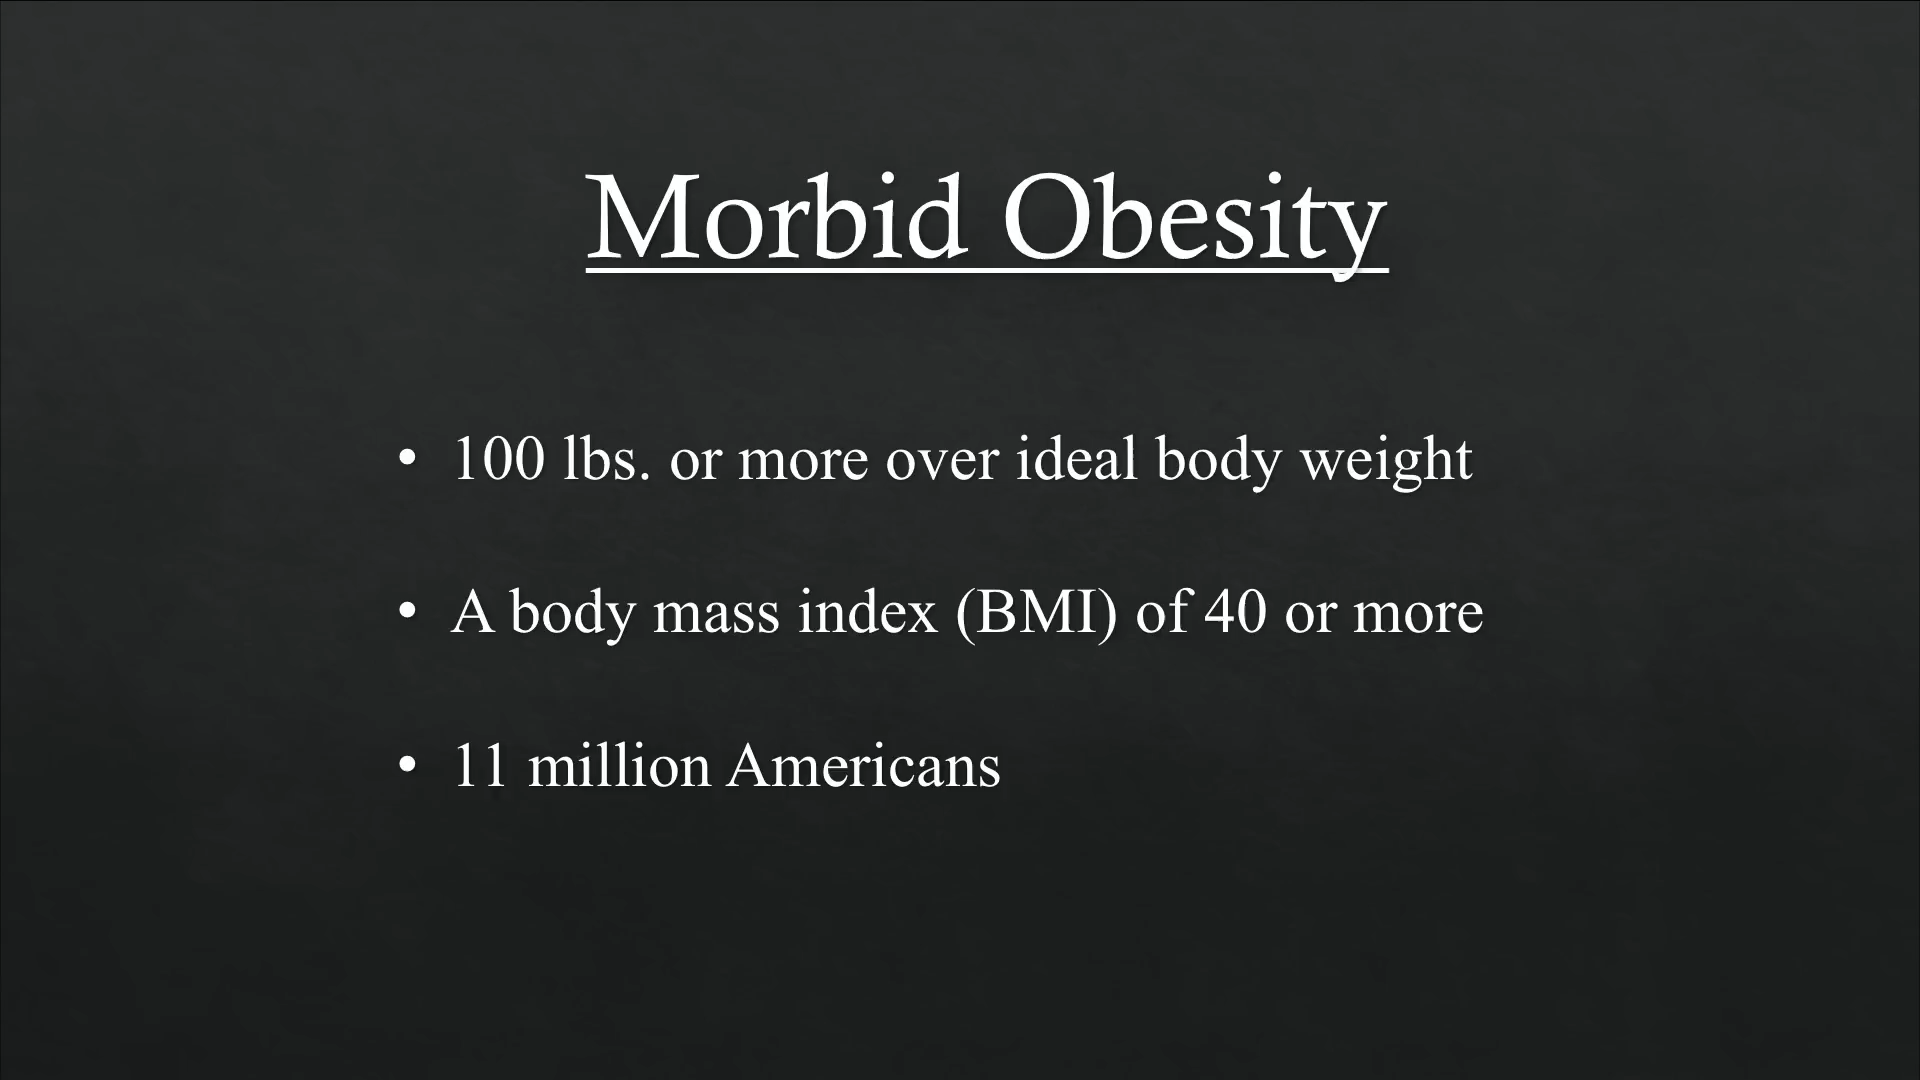 Morbid Obesity
• 100 lbs. or more over ideal body weight
• A body mass index (BMI) of 40 or more
• 11 million Americans